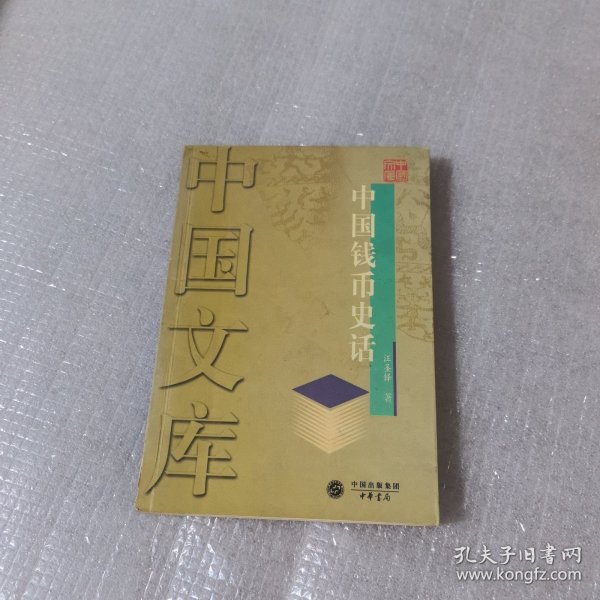 中国文库
中国钱币史话
汪圣铎 著
中国出版集团
中华书局
孔夫子旧书网
www.kongfz.com